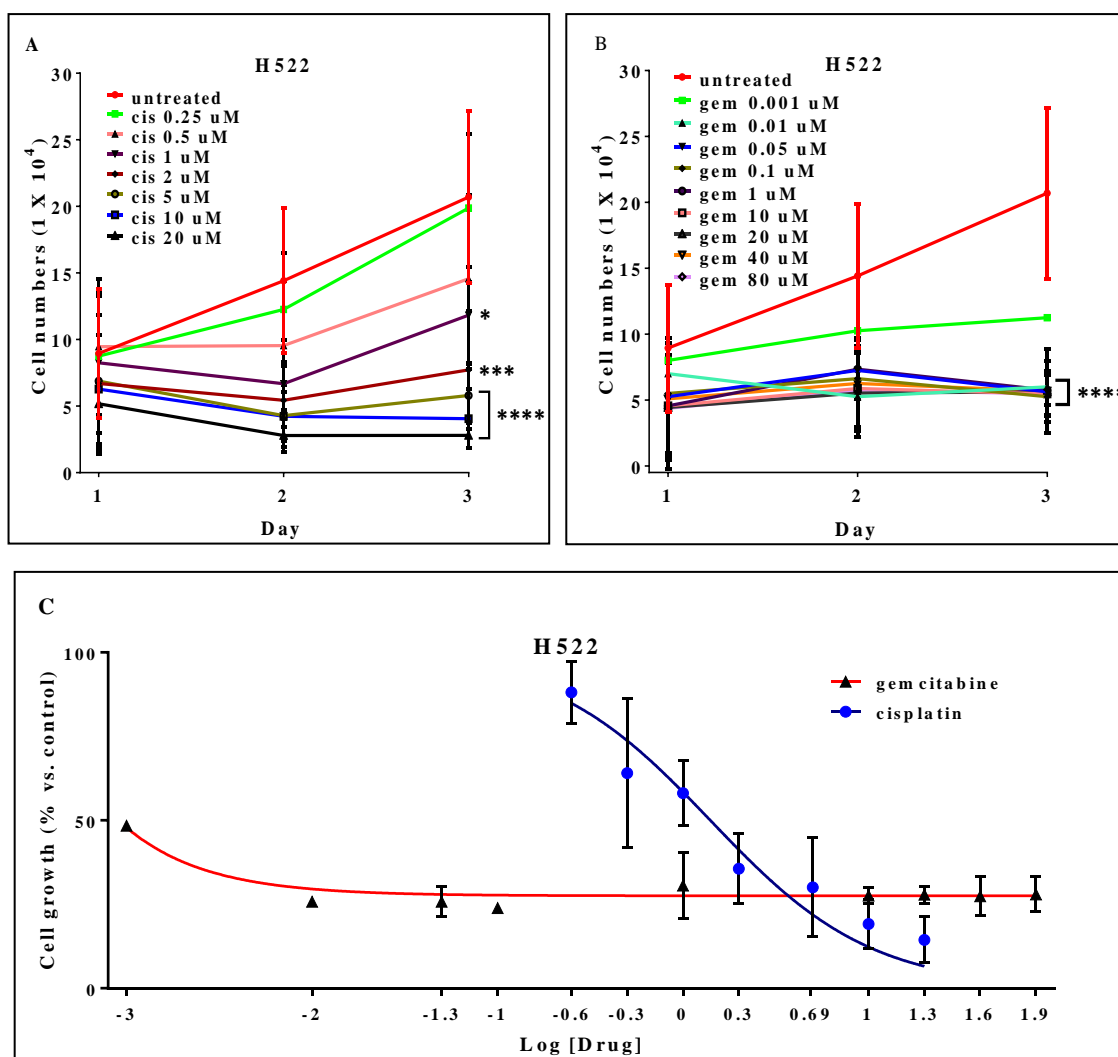 A
H522
Cell numbers (1 X 10⁴)
30
25
20
15
10
5
0
untreated
cis 0.25 uM
cis 0.5 uM
cis 1 uM
cis 2 uM
cis 5 uM
cis 10 uM
cis 20 uM
*
***
****
1
2
3
Day
B
H522
Cell numbers (1 X 10⁴)
30
25
20
15
10
5
0
untreated
gem 0.001 uM
gem 0.01 uM
gem 0.05 uM
gem 0.1 uM
gem 1 uM
gem 10 uM
gem 20 uM
gem 40 uM
gem 80 uM
****
1
2
3
Day
C
H522
Cell growth (% vs. control)
100
50
0
gemcitabine
cisplatin
-3 -2 -1.3 -1 -0.6 -0.3 0 0.3 0.69 1 1.3 1.6 1.9
Log [Drug]